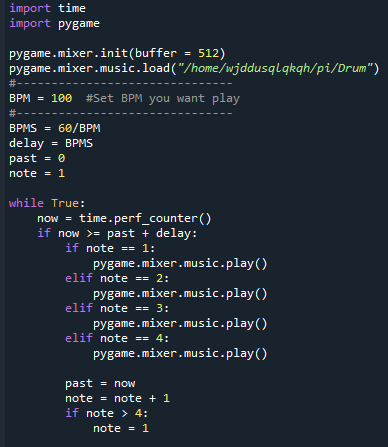 import time
import pygame

pygame.mixer.init(buffer = 512)
pygame.mixer.music.load("/home/wjddusqlqkqh/pi/Drum")
#-------------------------------
BPM = 100  #Set BPM you want play
#-------------------------------
BPMS = 60/BPM
delay = BPMS
past = 0
note = 1

while True:
    now = time.perf_counter()
    if now >= past + delay:
        if note == 1:
            pygame.mixer.music.play()
        elif note == 2:
            pygame.mixer.music.play()
        elif note == 3:
            pygame.mixer.music.play()
        elif note == 4:
            pygame.mixer.music.play()

        past = now
        note = note + 1
        if note > 4:
            note = 1